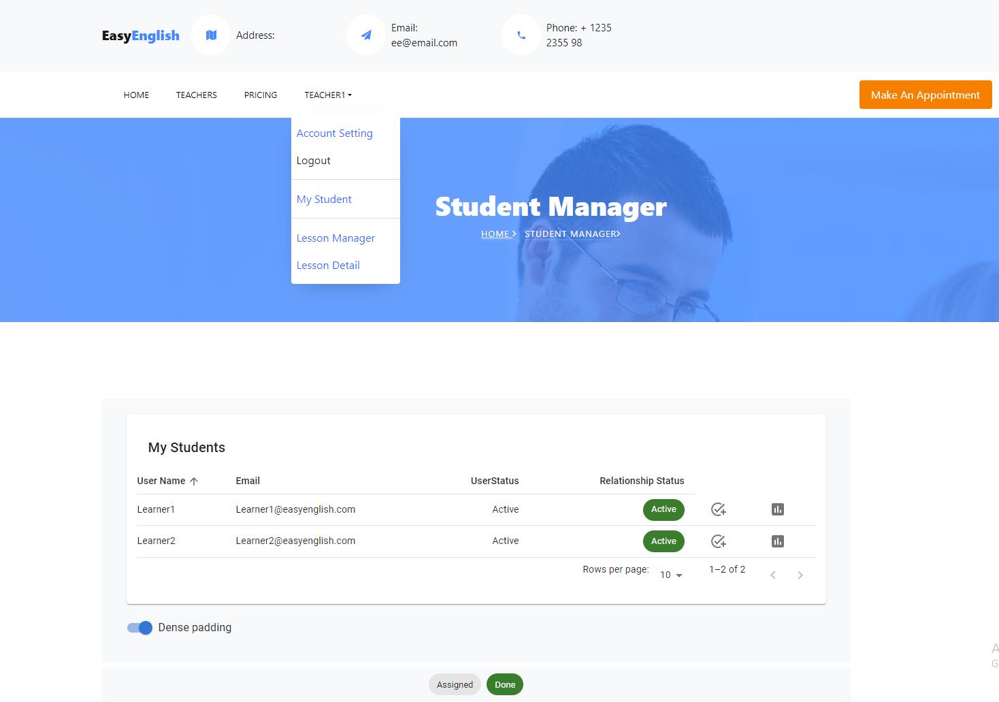 EasyEnglish
Address:
Email:
ee@email.com
Phone: + 1235
2355 98
HOME
TEACHERS
PRICING
TEACHER1
Make An Appointment
Account Setting
Logout
My Student
Lesson Manager
Lesson Detail
Student Manager
HOME
STUDENT MANAGER
My Students
User Name Email UserStatus Relationship Status
Learner1 Learner1@easyenglish.com Active Active
Learner2 Learner2@easyenglish.com Active Active
Rows per page: 10 1–2 of 2
Dense padding
Assigned
Done